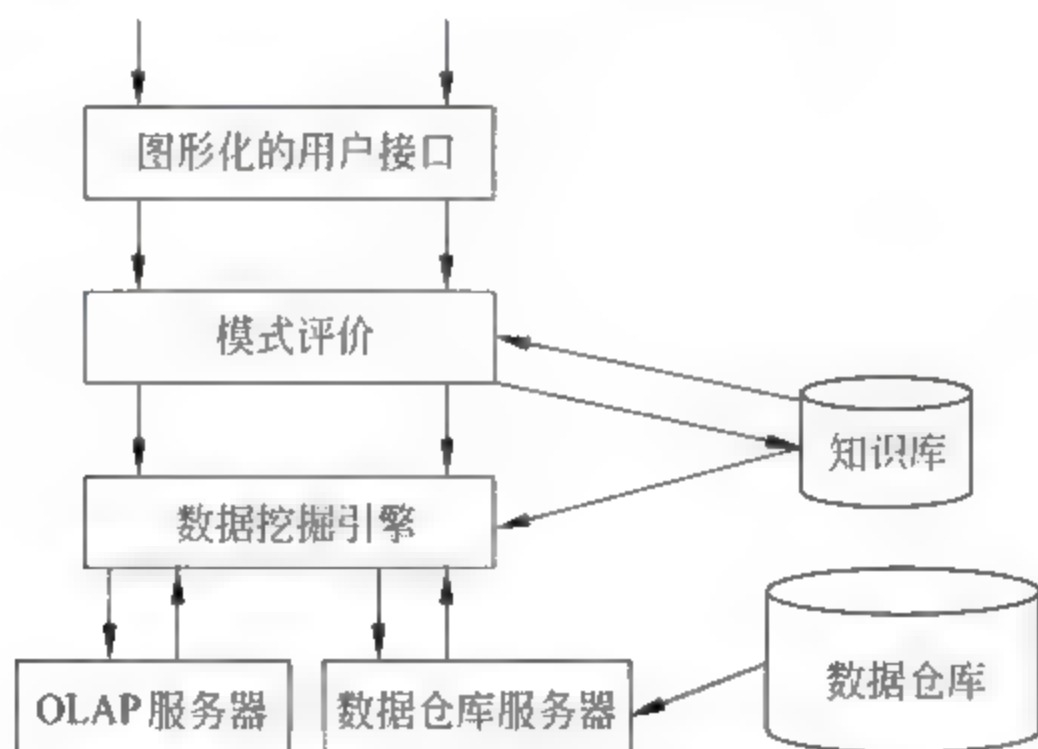 图形化的用户接口
模式评价
知识库
数据挖掘引擎
数据仓库
OLAP服务器
数据仓库服务器